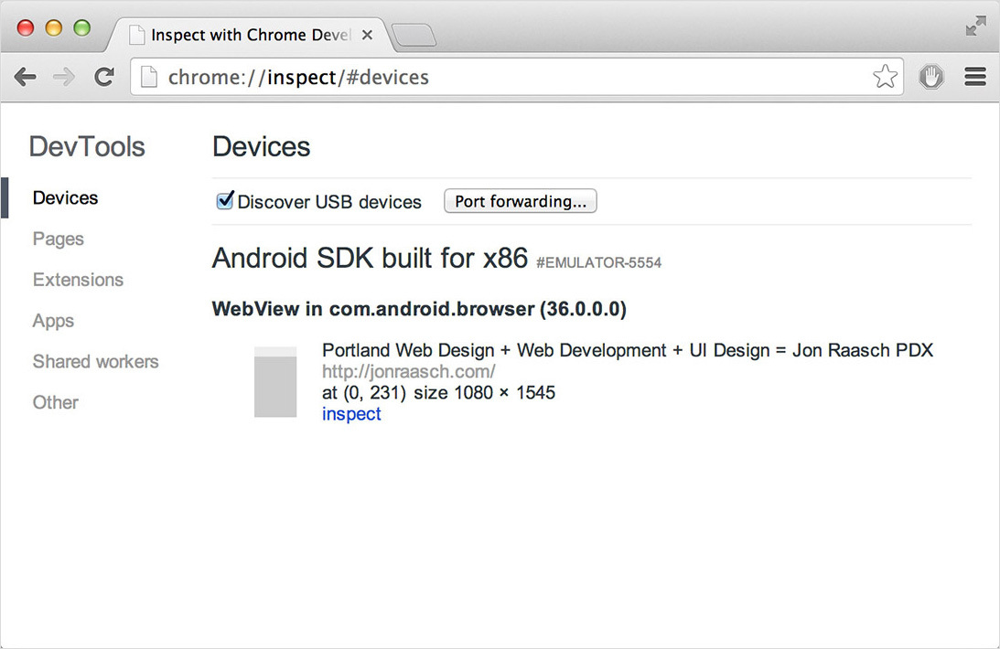 Inspect with Chrome Deve
chrome://inspect/#devices
DevTools
Devices
Pages
Extensions
Apps
Shared workers
Other
Devices
Discover USB devices
Port forwarding...
Android SDK built for x86 #EMULATOR-5554
WebView in com.android.browser (36.0.0.0)
Portland Web Design + Web Development + UI Design = Jon Raasch PDX
http://jonraasch.com/
at (0, 231) size 1080 × 1545
inspect